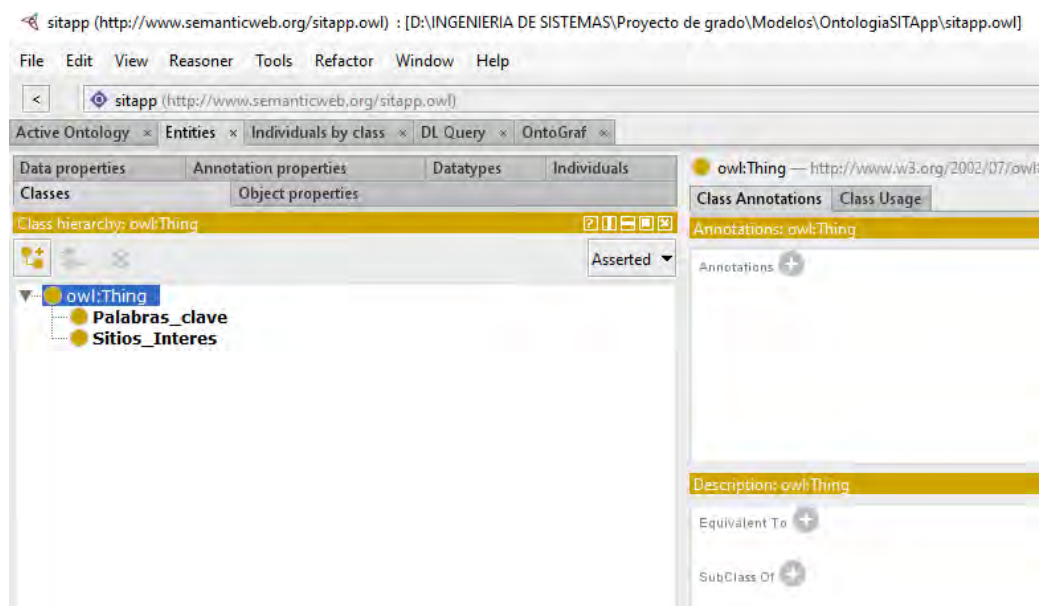 sitapp (http://www.semanticweb.org/sitapp.owl) : [D:\INGENIERIA DE SISTEMAS\Proyecto de grado\Modelos\OntologiaSITApp\sitapp.owl]
File Edit View Reasoner Tools Refactor Window Help
< sitapp (http://www.semanticweb.org/sitapp.owl)
Active Ontology × Entities × Individuals by class × DL Query × OntoGraf ×
Data properties Annotation properties Datatypes Individuals
Classes Object properties
Class hierarchy: owl:Thing
Asserted
owl:Thing
Palabras_clave
Sitios_Interes
owl:Thing — http://www.w3.org/2002/07/owl
Class Annotations Class Usage
Annotations: owl:Thing
Annotations
Description: owl:Thing
Equivalent To
SubClass Of